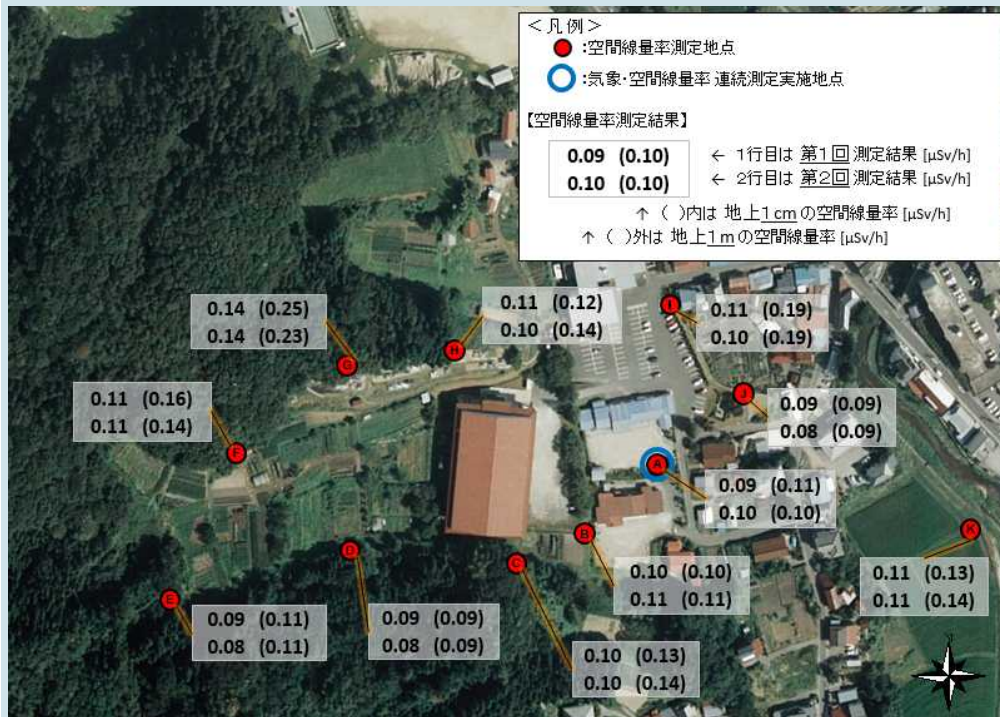 ＜凡例＞
:空間線量率測定地点
:気象･空間線量率 連続測定実施地点
【空間線量率測定結果】
0.09 (0.10) ← 1行目は 第1回 測定結果 [μSv/h]
0.10 (0.10) ← 2行目は 第2回 測定結果 [μSv/h]
↑ ( )内は 地上1cmの空間線量率 [μSv/h]
↑ ( )外は 地上1mの空間線量率 [μSv/h]
0.14 (0.25)
0.14 (0.23)
G
0.11 (0.12)
0.10 (0.14)
H
I
0.11 (0.19)
0.10 (0.19)
0.11 (0.16)
0.11 (0.14)
F
J
0.09 (0.09)
0.08 (0.09)
A
0.09 (0.11)
0.10 (0.10)
B
0.10 (0.10)
0.11 (0.11)
K
0.11 (0.13)
0.11 (0.14)
C
0.10 (0.13)
0.10 (0.14)
D
0.09 (0.09)
0.08 (0.09)
E
0.09 (0.11)
0.08 (0.11)